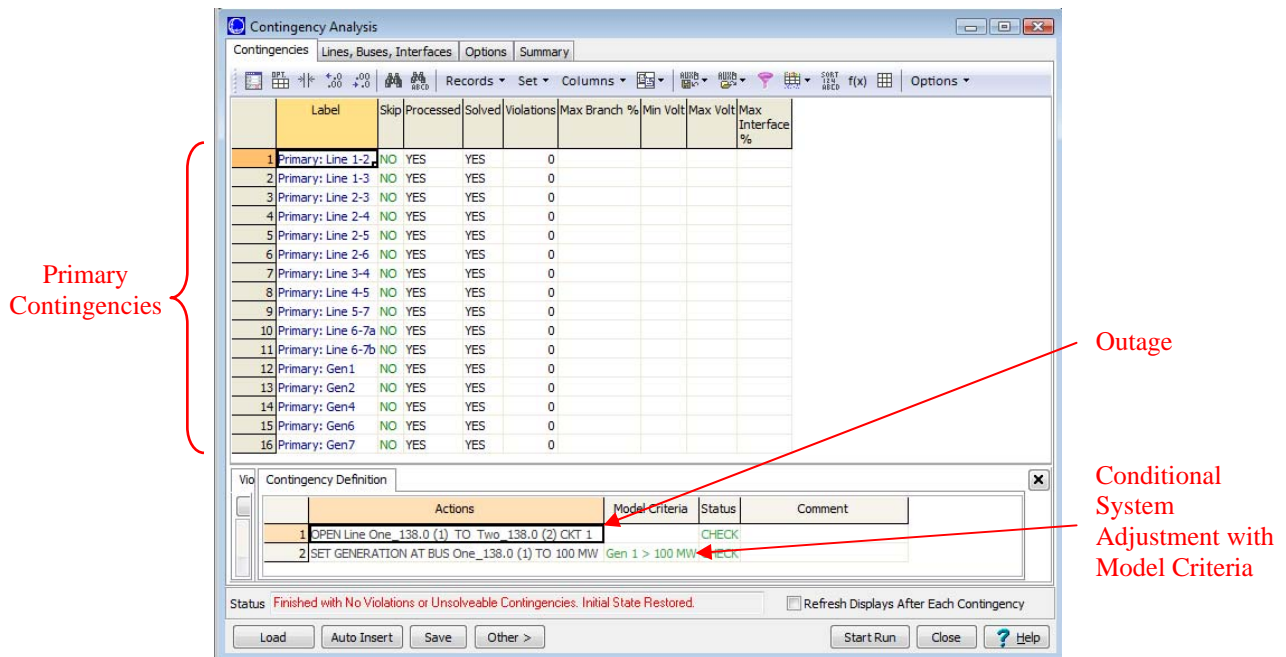 Contingency Analysis
Contingencies Lines, Buses, Interfaces Options Summary
Records Set Columns f(x) Options
Label Skip Processed Solved Violations Max Branch % Min Volt Max Volt Max Interface %
1 Primary: Line 1-2 NO YES YES 0
2 Primary: Line 1-3 NO YES YES 0
3 Primary: Line 2-3 NO YES YES 0
4 Primary: Line 2-4 NO YES YES 0
5 Primary: Line 2-5 NO YES YES 0
6 Primary: Line 2-6 NO YES YES 0
7 Primary: Line 3-4 NO YES YES 0
8 Primary: Line 4-5 NO YES YES 0
9 Primary: Line 5-7 NO YES YES 0
10 Primary: Line 6-7a NO YES YES 0
11 Primary: Line 6-7b NO YES YES 0
12 Primary: Gen1 NO YES YES 0
13 Primary: Gen2 NO YES YES 0
14 Primary: Gen4 NO YES YES 0
15 Primary: Gen6 NO YES YES 0
16 Primary: Gen7 NO YES YES 0
Primary
Contingencies
Outage
Conditional
System
Adjustment with
Model Criteria
Vio Contingency Definition
Actions Model Criteria Status Comment
1 OPEN Line One_138.0 (1) TO Two_138.0 (2) CKT 1 CHECK
2 SET GENERATION AT BUS One_138.0 (1) TO 100 MW Gen 1 > 100 MW CHECK
Status Finished with No Violations or Unsolveable Contingencies. Initial State Restored. Refresh Displays After Each Contingency
Load Auto Insert Save Other > Start Run Close ? Help